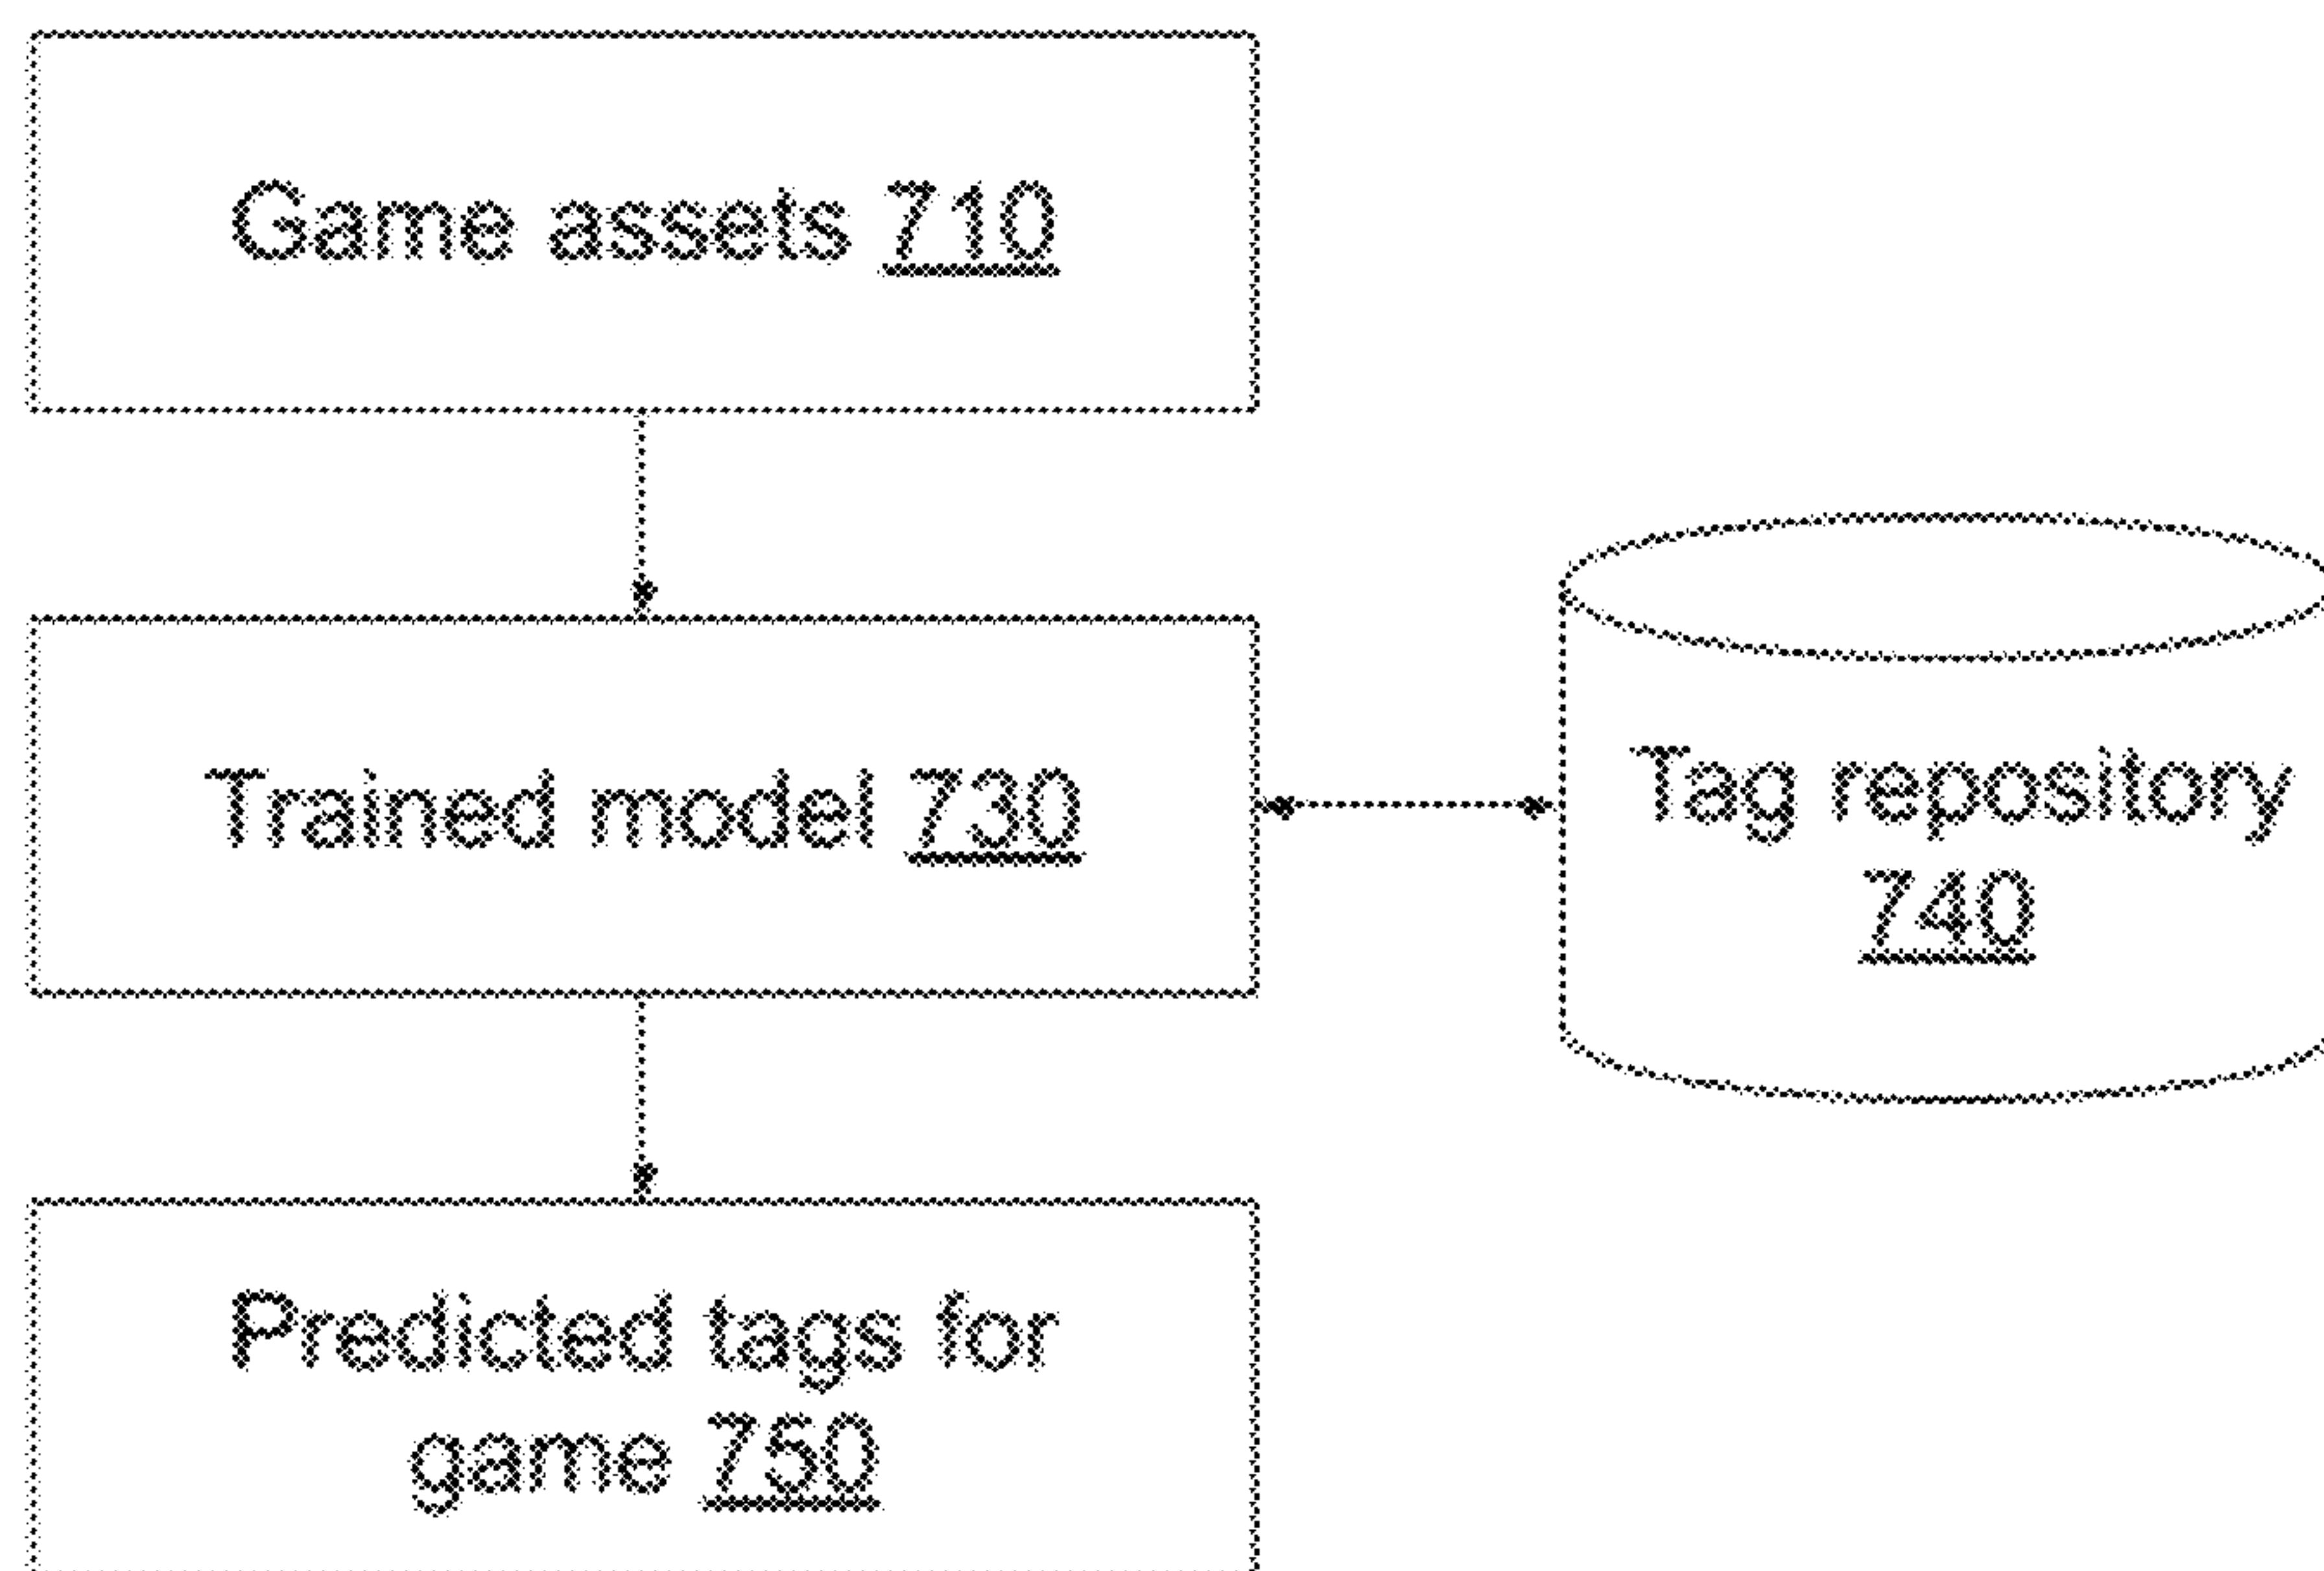 Game assets 710
Trained model 730
Tag repository
740
Predicted tags for
game 750